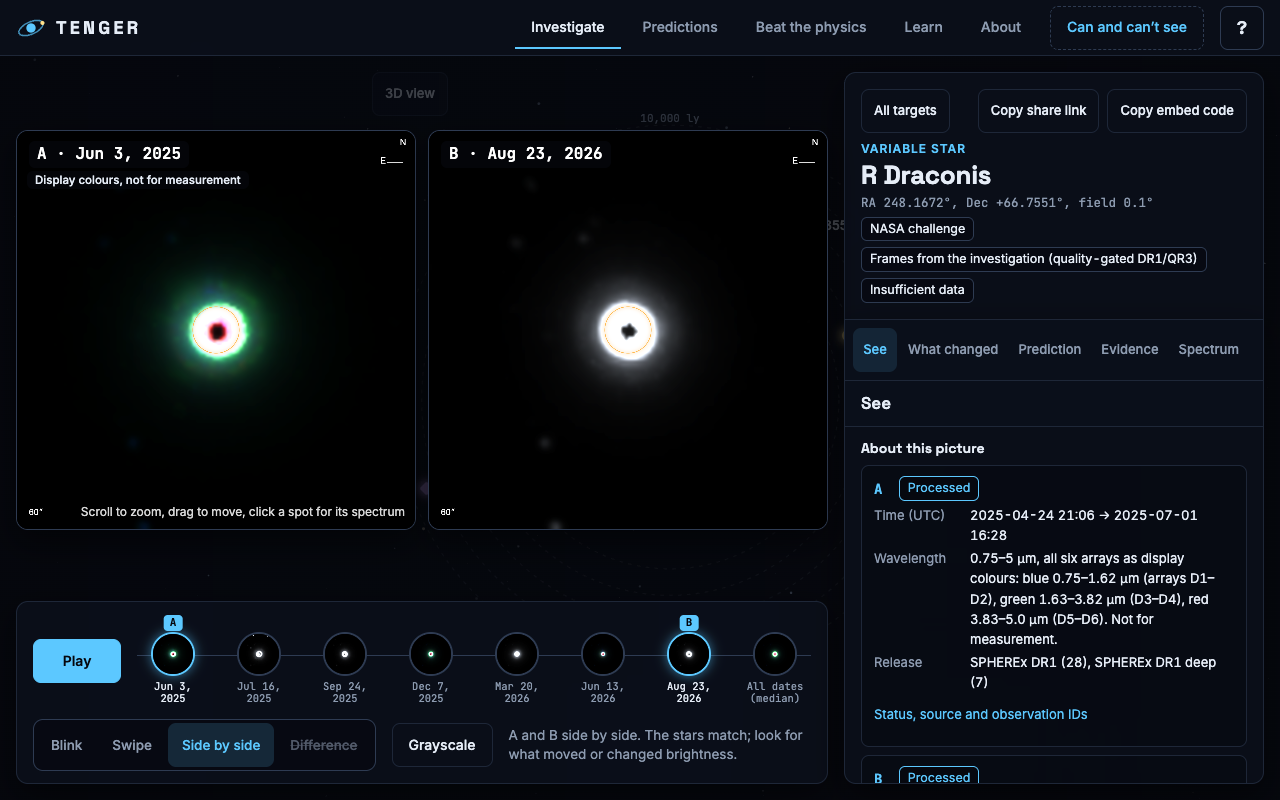 TENGER
Investigate
Predictions
Beat the physics
Learn
About
Can and can't see
?
3D view
10,000 ly
A · Jun 3, 2025
Display colours, not for measurement
N
E
60"
Scroll to zoom, drag to move, click a spot for its spectrum
B · Aug 23, 2026
N
E
60"
All targets
Copy share link
Copy embed code
VARIABLE STAR
R Draconis
RA 248.1672°, Dec +66.7551°, field 0.1°
NASA challenge
Frames from the investigation (quality-gated DR1/QR3)
Insufficient data
See
What changed
Prediction
Evidence
Spectrum
See
About this picture
A
Processed
Time (UTC)
2025-04-24 21:06 → 2025-07-01
16:28
Wavelength
0.75–5 µm, all six arrays as display
colours: blue 0.75–1.62 µm (arrays D1–
D2), green 1.63–3.82 µm (D3–D4), red
3.83–5.0 µm (D5–D6). Not for
measurement.
Release
SPHEREx DR1 (28), SPHEREx DR1 deep
(7)
Status, source and observation IDs
B
Processed
Play
A
B
Jun 3,
2025
Jul 16,
2025
Sep 24,
2025
Dec 7,
2025
Mar 20,
2026
Jun 13,
2026
Aug 23,
2026
All dates
(median)
Blink
Swipe
Side by side
Difference
Grayscale
A and B side by side. The stars match; look for
what moved or changed brightness.